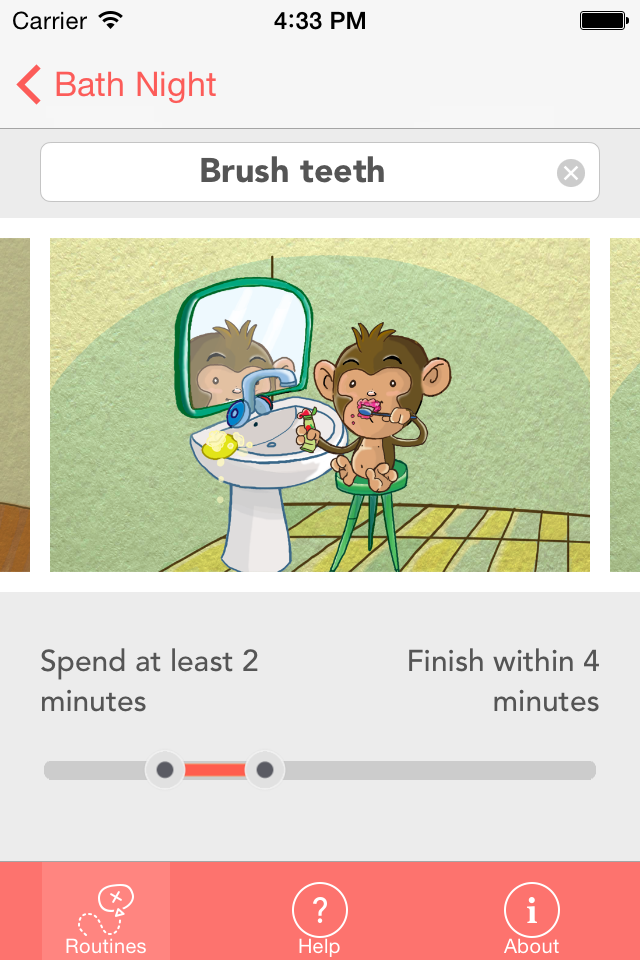 Carrier 4:33 PM
Bath Night
Brush teeth
Spend at least 2
minutes
Finish within 4
minutes
Routines
?
Help
i
About